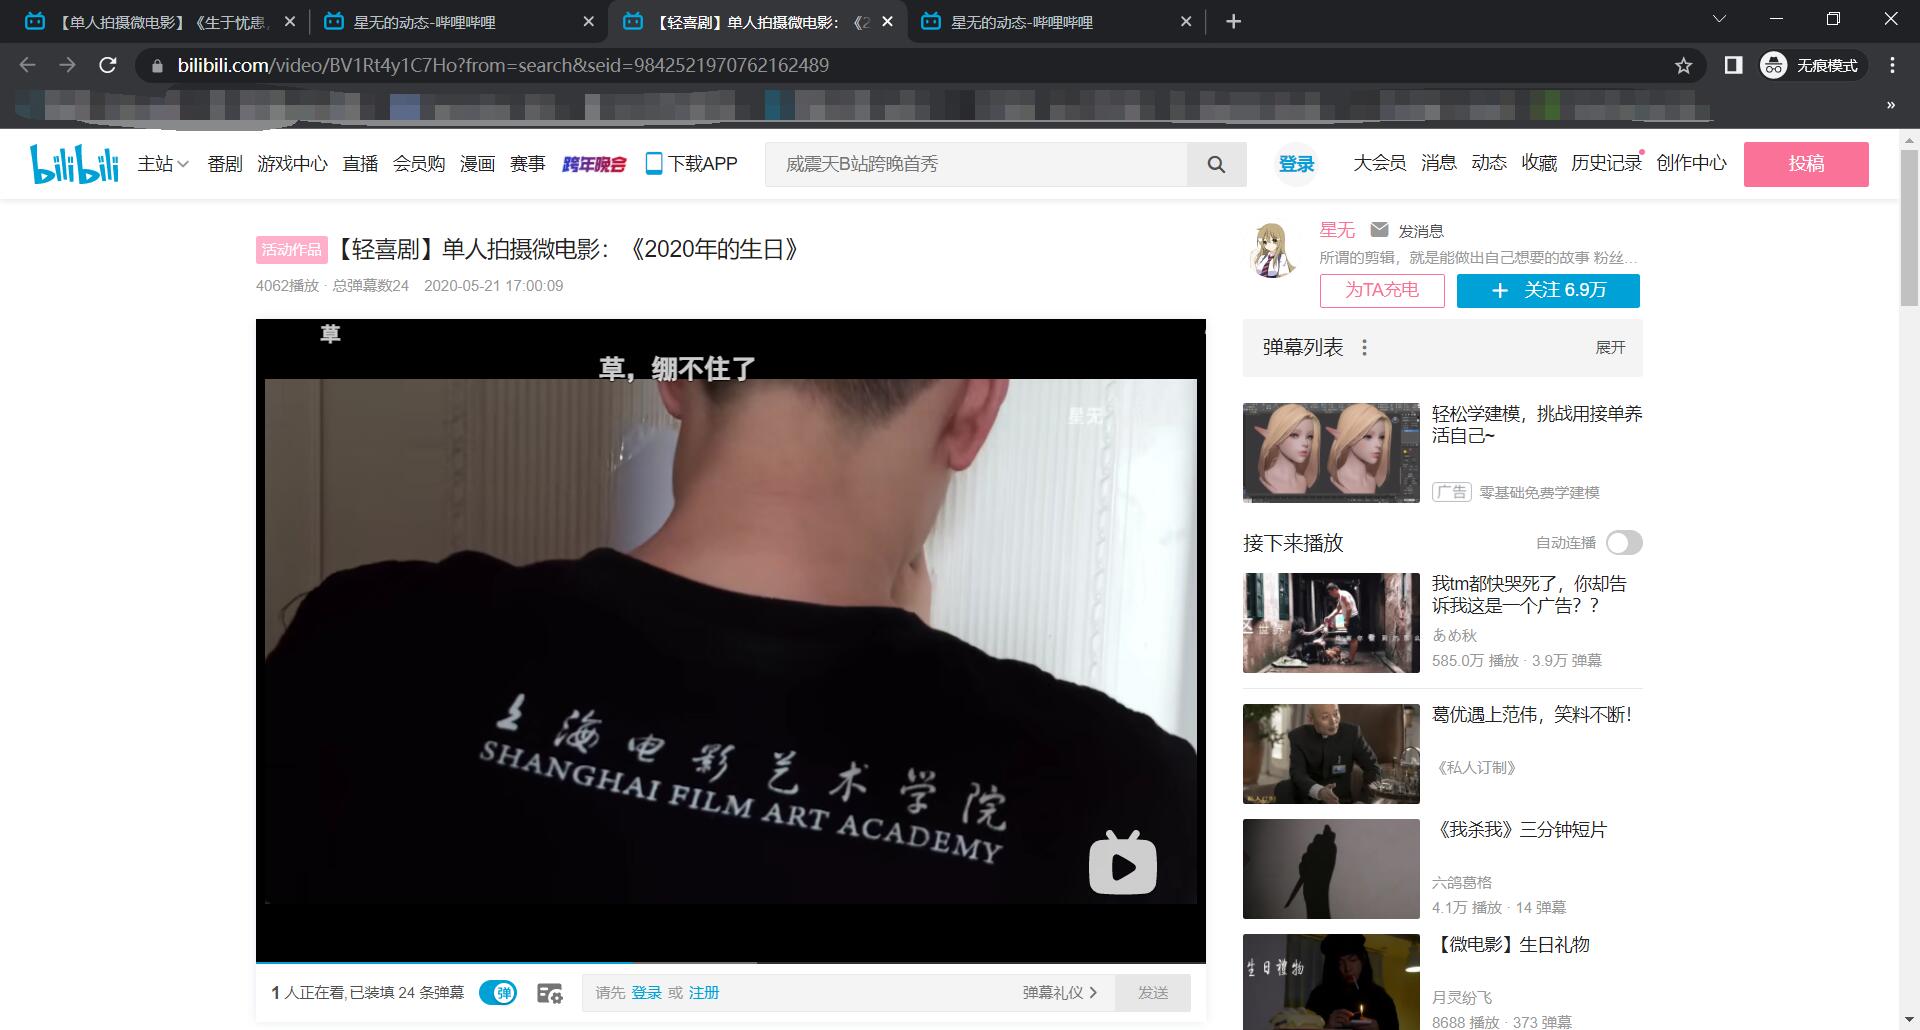 【单人拍摄微电影】《生于忧患，
星无的动态-哔哩哔哩
【轻喜剧】单人拍摄微电影：《2
星无的动态-哔哩哔哩
bilibili.com/video/BV1Rt4y1C7Ho?from=search&seid=9842521970762162489
无痕模式
bilibili
主站
番剧
游戏中心
直播
会员购
漫画
赛事
跨年晚会
下载APP
威震天B站跨晚首秀
登录
大会员
消息
动态
收藏
历史记录
创作中心
投稿
活动作品
【轻喜剧】单人拍摄微电影：《2020年的生日》
4062播放 · 总弹幕数24 2020-05-21 17:00:09
星无
发消息
所谓的剪辑，就是能做出自己想要的故事 粉丝...
为TA充电
+ 关注 6.9万
草
草，绷不住了
星无
上海电影艺术学院
SHANGHAI FILM ART ACADEMY
1 人正在看,已装填 24 条弹幕
弹
请先 登录 或 注册
弹幕礼仪
发送
弹幕列表
展开
轻松学建模，挑战用接单养
活自己~
广告 零基础免费学建模
接下来播放
自动连播
我tm都快哭死了，你却告
诉我这是一个广告？？
あめ秋
585.0万 播放 · 3.9万 弹幕
葛优遇上范伟，笑料不断！
《私人订制》
《我杀我》三分钟短片
六鸽葛格
4.1万 播放 · 14 弹幕
生日禮物
【微电影】生日礼物
月灵纷飞
8688 播放 · 373 弹幕